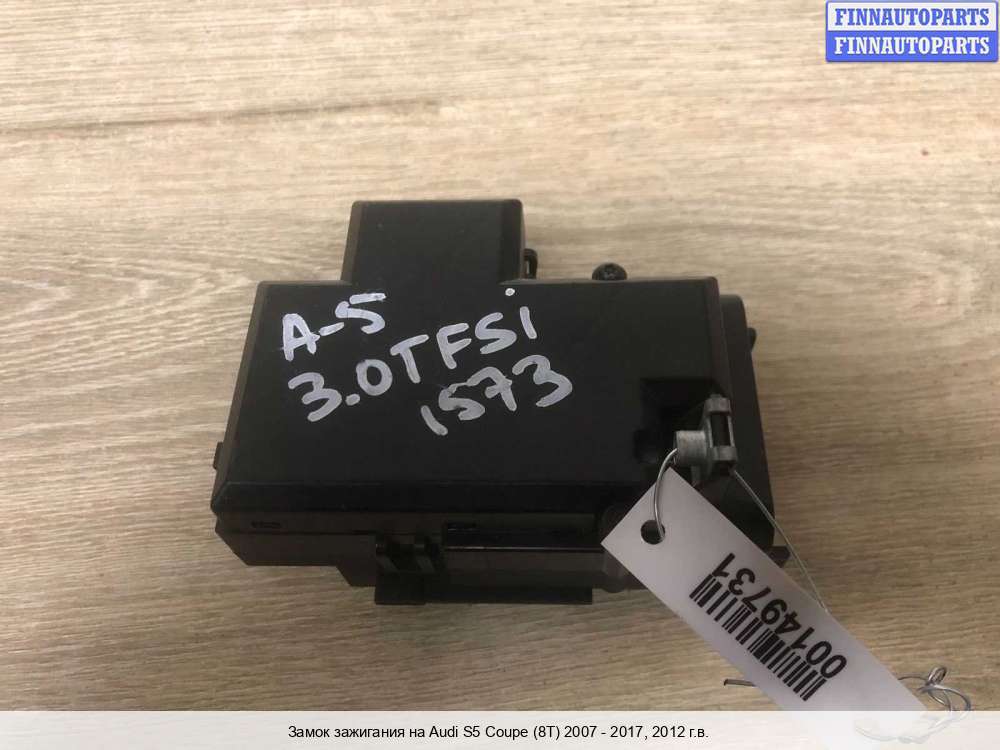 FINNAUTOPARTS
FINNAUTOPARTS
A-5
3.0TFSi
1573
00149731
Замок зажигания на Audi S5 Coupe (8T) 2007 - 2017, 2012 г.в.